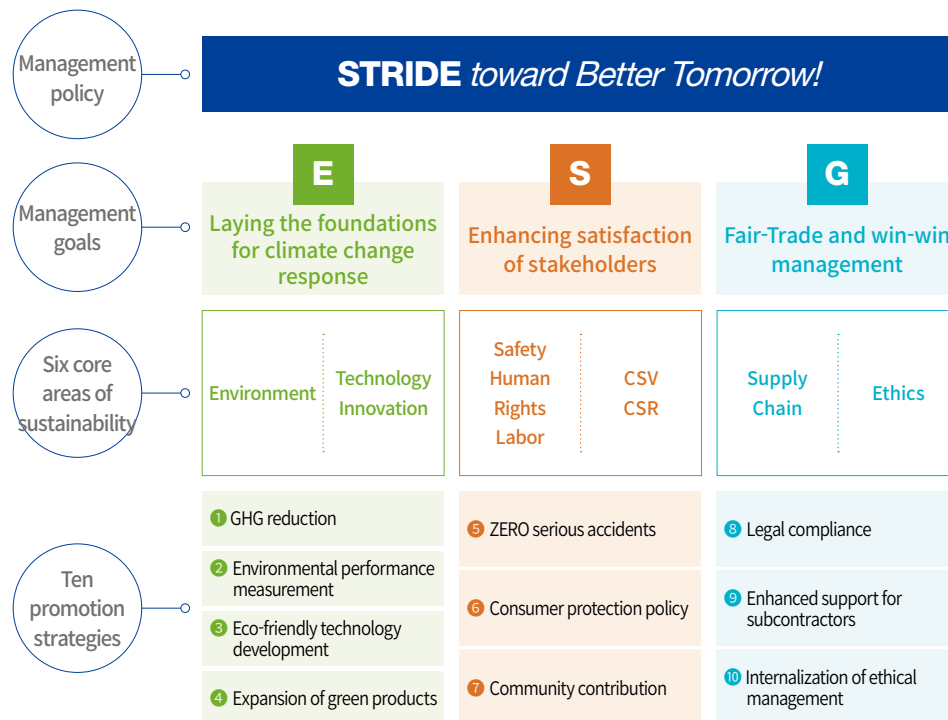 Management
policy
STRIDE toward Better Tomorrow!
Management
goals
E
Laying the foundations
for climate change
response
S
Enhancing satisfaction
of stakeholders
G
Fair-Trade and win-win
management
Six core
areas of
sustainability
Environment
Technology
Innovation
Safety
Human
Rights
Labor
CSV
CSR
Supply
Chain
Ethics
Ten
promotion
strategies
1 GHG reduction
2 Environmental performance
measurement
3 Eco-friendly technology
development
4 Expansion of green products
5 ZERO serious accidents
6 Consumer protection policy
7 Community contribution
8 Legal compliance
9 Enhanced support for
subcontractors
10 Internalization of ethical
management